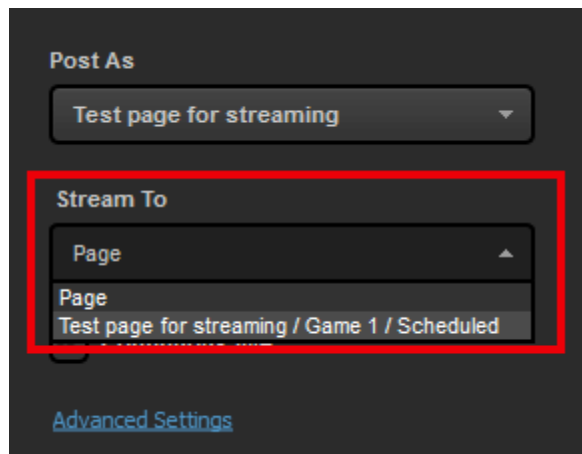 Post As
Test page for streaming
Stream To
Page
Page
Test page for streaming / Game 1 / Scheduled
Advanced Settings